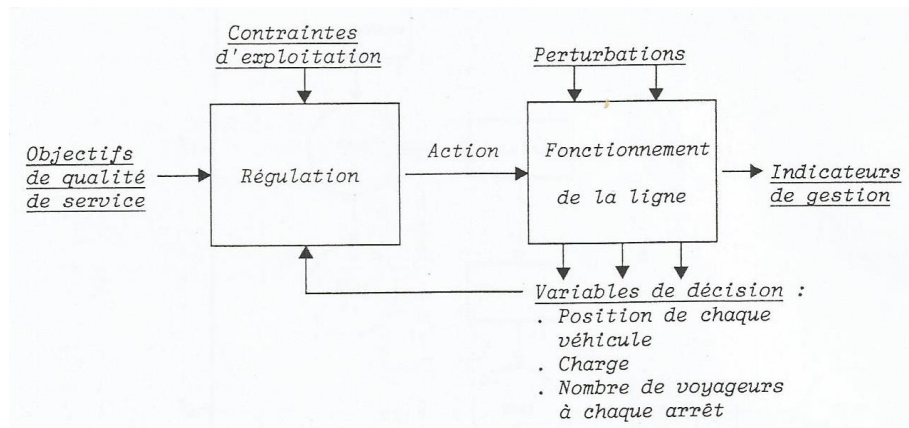 Contraintes
d'exploitation
Perturbations
Objectifs
de qualité
de service
Régulation
Action
Fonctionnement
de la ligne
Indicateurs
de gestion
Variables de décision :
. Position de chaque
véhicule
. Charge
. Nombre de voyageurs
à chaque arrêt